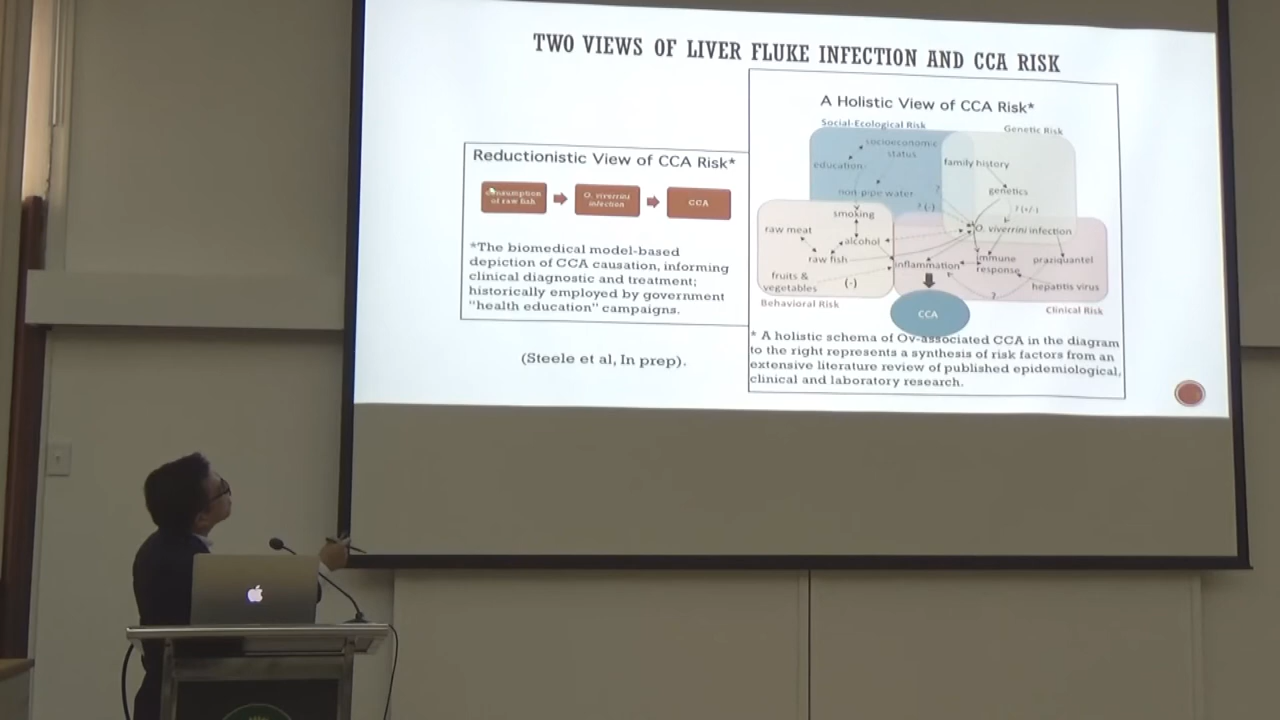 TWO VIEWS OF LIVER FLUKE INFECTION AND CCA RISK
Reductionistic View of CCA Risk*
consumption
of raw fish
O. viverrini
infection
CCA
*The biomedical model-based
depiction of CCA causation, informing
clinical diagnostic and treatment;
historically employed by government
"health education" campaigns.
(Steele et al, In prep).
A Holistic View of CCA Risk*
Social-Ecological Risk
Genetic Risk
socioeconomic
status
education
family history
non-pipe water
?
genetics
? (-)
? (+/-)
smoking
raw meat
O. viverrini infection
alcohol
raw fish
inflammation
immune
response
praziquantel
fruits &
vegetables
(-)
hepatitis virus
?
Behavioral Risk
Clinical Risk
CCA
* A holistic schema of Ov-associated CCA in the diagram
to the right represents a synthesis of risk factors from an
extensive literature review of published epidemiological,
clinical and laboratory research.